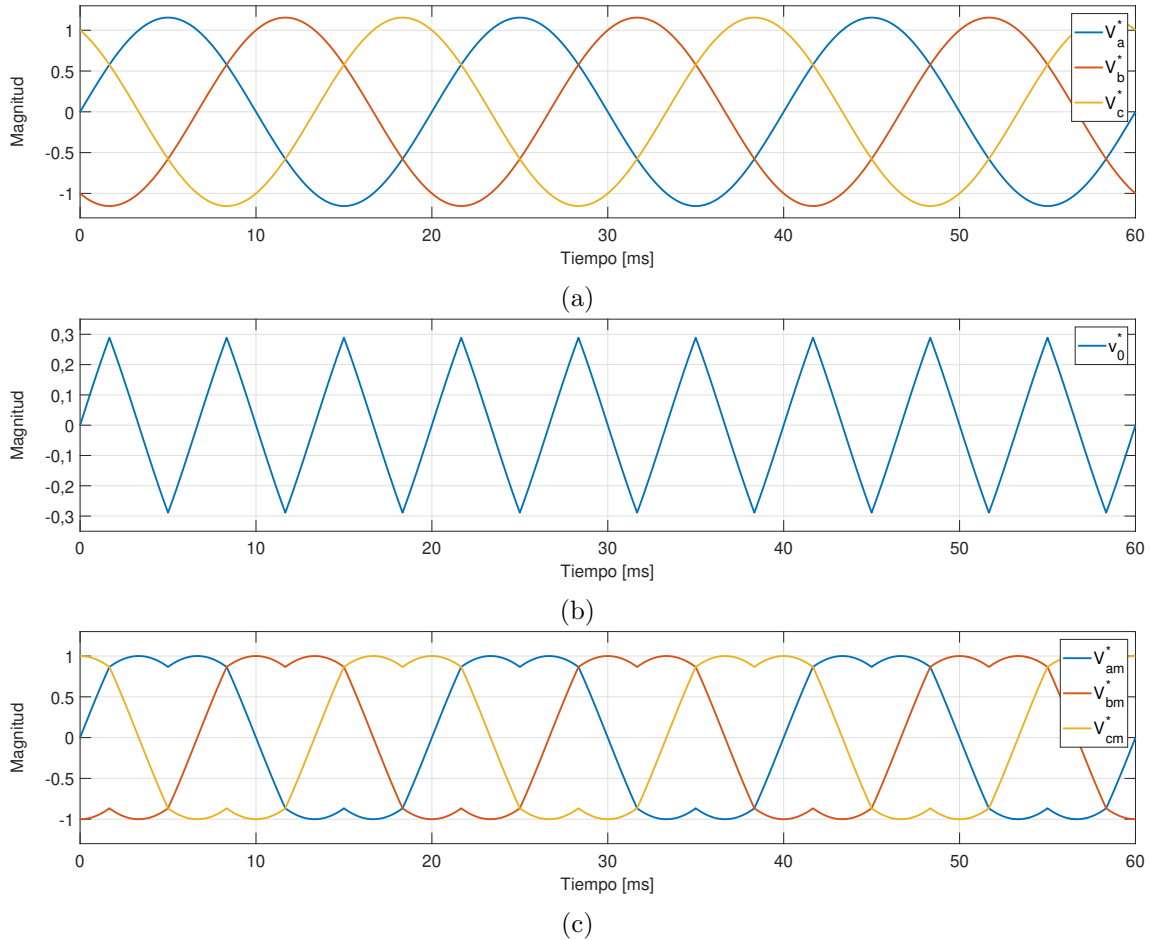 1
0.5
0
-0.5
-1
Magnitud
V*a
V*b
V*c
0 10 20 30 40 50 60
Tiempo [ms]
(a)
0,3
0,2
0,1
0
-0,1
-0,2
-0,3
Magnitud
v*0
0 10 20 30 40 50 60
Tiempo [ms]
(b)
1
0.5
0
-0.5
-1
Magnitud
V*am
V*bm
V*cm
0 10 20 30 40 50 60
Tiempo [ms]
(c)